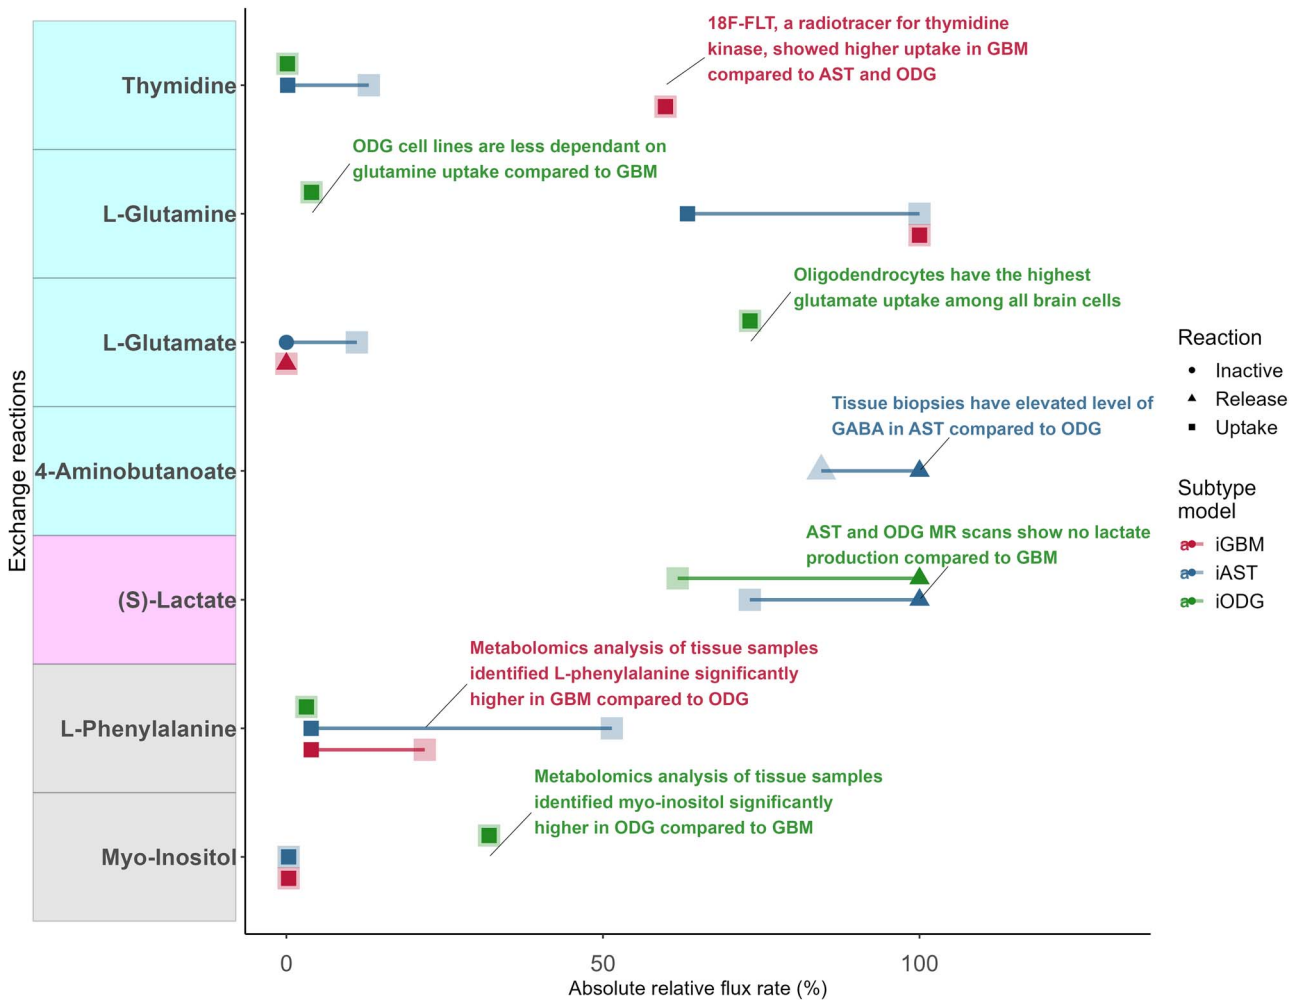 18F-FLT, a radiotracer for thymidine
kinase, showed higher uptake in GBM
compared to AST and ODG
Thymidine
ODG cell lines are less dependant on
glutamine uptake compared to GBM
L-Glutamine
Oligodendrocytes have the highest
glutamate uptake among all brain cells
L-Glutamate
Tissue biopsies have elevated level of
GABA in AST compared to ODG
4-Aminobutanoate
AST and ODG MR scans show no lactate
production compared to GBM
(S)-Lactate
Metabolomics analysis of tissue samples
identified L-phenylalanine significantly
higher in GBM compared to ODG
L-Phenylalanine
Metabolomics analysis of tissue samples
identified myo-inositol significantly
higher in ODG compared to GBM
Myo-Inositol
Exchange reactions
0 50 100
Absolute relative flux rate (%)
Reaction
Inactive
Release
Uptake
Subtype
model
a iGBM
a iAST
a iODG